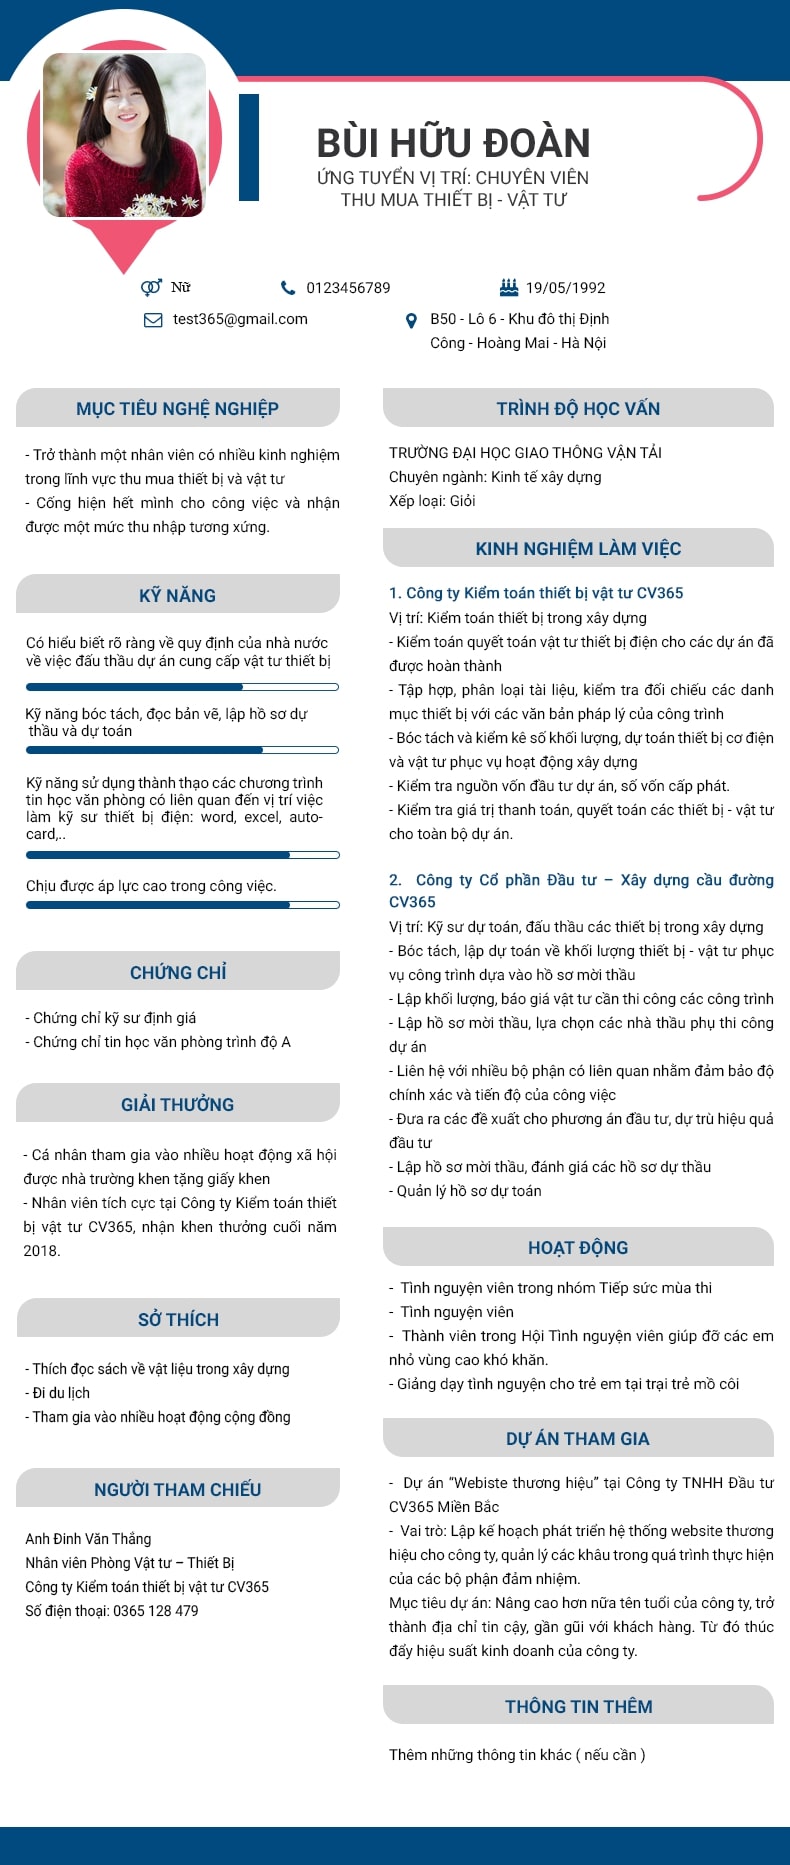 BÙI HỮU ĐOÀN
ỨNG TUYỂN VỊ TRÍ: CHUYÊN VIÊN
THU MUA THIẾT BỊ - VẬT TƯ
Nữ
0123456789
19/05/1992
test365@gmail.com
B50 - Lô 6 - Khu đô thị Định
Công - Hoàng Mai - Hà Nội
MỤC TIÊU NGHỆ NGHIỆP
- Trở thành một nhân viên có nhiều kinh nghiệm
trong lĩnh vực thu mua thiết bị và vật tư
- Cống hiện hết mình cho công việc và nhận
được một mức thu nhập tương xứng.
KỸ NĂNG
Có hiểu biết rõ ràng về quy định của nhà nước
về việc đấu thầu dự án cung cấp vật tư thiết bị
Kỹ năng bóc tách, đọc bản vẽ, lập hồ sơ dự
thầu và dự toán
Kỹ năng sử dụng thành thạo các chương trình
tin học văn phòng có liên quan đến vị trí việc
làm kỹ sư thiết bị điện: word, excel, auto-
card,..
Chịu được áp lực cao trong công việc.
CHỨNG CHỈ
- Chứng chỉ kỹ sư định giá
- Chứng chỉ tin học văn phòng trình độ A
GIẢI THƯỞNG
- Cá nhân tham gia vào nhiều hoạt động xã hội
được nhà trường khen tặng giấy khen
- Nhân viên tích cực tại Công ty Kiểm toán thiết
bị vật tư CV365, nhận khen thưởng cuối năm
2018.
SỞ THÍCH
- Thích đọc sách về vật liệu trong xây dựng
- Đi du lịch
- Tham gia vào nhiều hoạt động cộng đồng
NGƯỜI THAM CHIẾU
Anh Đinh Văn Thắng
Nhân viên Phòng Vật tư – Thiết Bị
Công ty Kiểm toán thiết bị vật tư CV365
Số điện thoại: 0365 128 479
TRÌNH ĐỘ HỌC VẤN
TRƯỜNG ĐẠI HỌC GIAO THÔNG VẬN TẢI
Chuyên ngành: Kinh tế xây dựng
Xếp loại: Giỏi
KINH NGHIỆM LÀM VIỆC
1. Công ty Kiểm toán thiết bị vật tư CV365
Vị trí: Kiểm toán thiết bị trong xây dựng
- Kiểm toán quyết toán vật tư thiết bị điện cho các dự án đã
được hoàn thành
- Tập hợp, phân loại tài liệu, kiểm tra đối chiếu các danh
mục thiết bị với các văn bản pháp lý của công trình
- Bóc tách và kiểm kê số khối lượng, dự toán thiết bị cơ điện
và vật tư phục vụ hoạt động xây dựng
- Kiểm tra nguồn vốn đầu tư dự án, số vốn cấp phát.
- Kiểm tra giá trị thanh toán, quyết toán các thiết bị - vật tư
cho toàn bộ dự án.
2. Công ty Cổ phần Đầu tư – Xây dựng cầu đường
CV365
Vị trí: Kỹ sư dự toán, đấu thầu các thiết bị trong xây dựng
- Bóc tách, lập dự toán về khối lượng thiết bị - vật tư phục
vụ công trình dựa vào hồ sơ mời thầu
- Lập khối lượng, báo giá vật tư cần thi công các công trình
- Lập hồ sơ mời thầu, lựa chọn các nhà thầu phụ thi công
dự án
- Liên hệ với nhiều bộ phận có liên quan nhằm đảm bảo độ
chính xác và tiến độ của công việc
- Đưa ra các đề xuất cho phương án đầu tư, dự trù hiệu quả
đầu tư
- Lập hồ sơ mời thầu, đánh giá các hồ sơ dự thầu
- Quản lý hồ sơ dự toán
HOẠT ĐỘNG
- Tình nguyện viên trong nhóm Tiếp sức mùa thi
- Tình nguyện viên
- Thành viên trong Hội Tình nguyện viên giúp đỡ các em
nhỏ vùng cao khó khăn.
- Giảng dạy tình nguyện cho trẻ em tại trại trẻ mồ côi
DỰ ÁN THAM GIA
- Dự án “Webiste thương hiệu” tại Công ty TNHH Đầu tư
CV365 Miền Bắc
- Vai trò: Lập kế hoạch phát triển hệ thống website thương
hiệu cho công ty, quản lý các khâu trong quá trình thực hiện
của các bộ phận đảm nhiệm.
Mục tiêu dự án: Nâng cao hơn nữa tên tuổi của công ty, trở
thành địa chỉ tin cậy, gần gũi với khách hàng. Từ đó thúc
đẩy hiệu suất kinh doanh của công ty.
THÔNG TIN THÊM
Thêm những thông tin khác ( nếu cần )